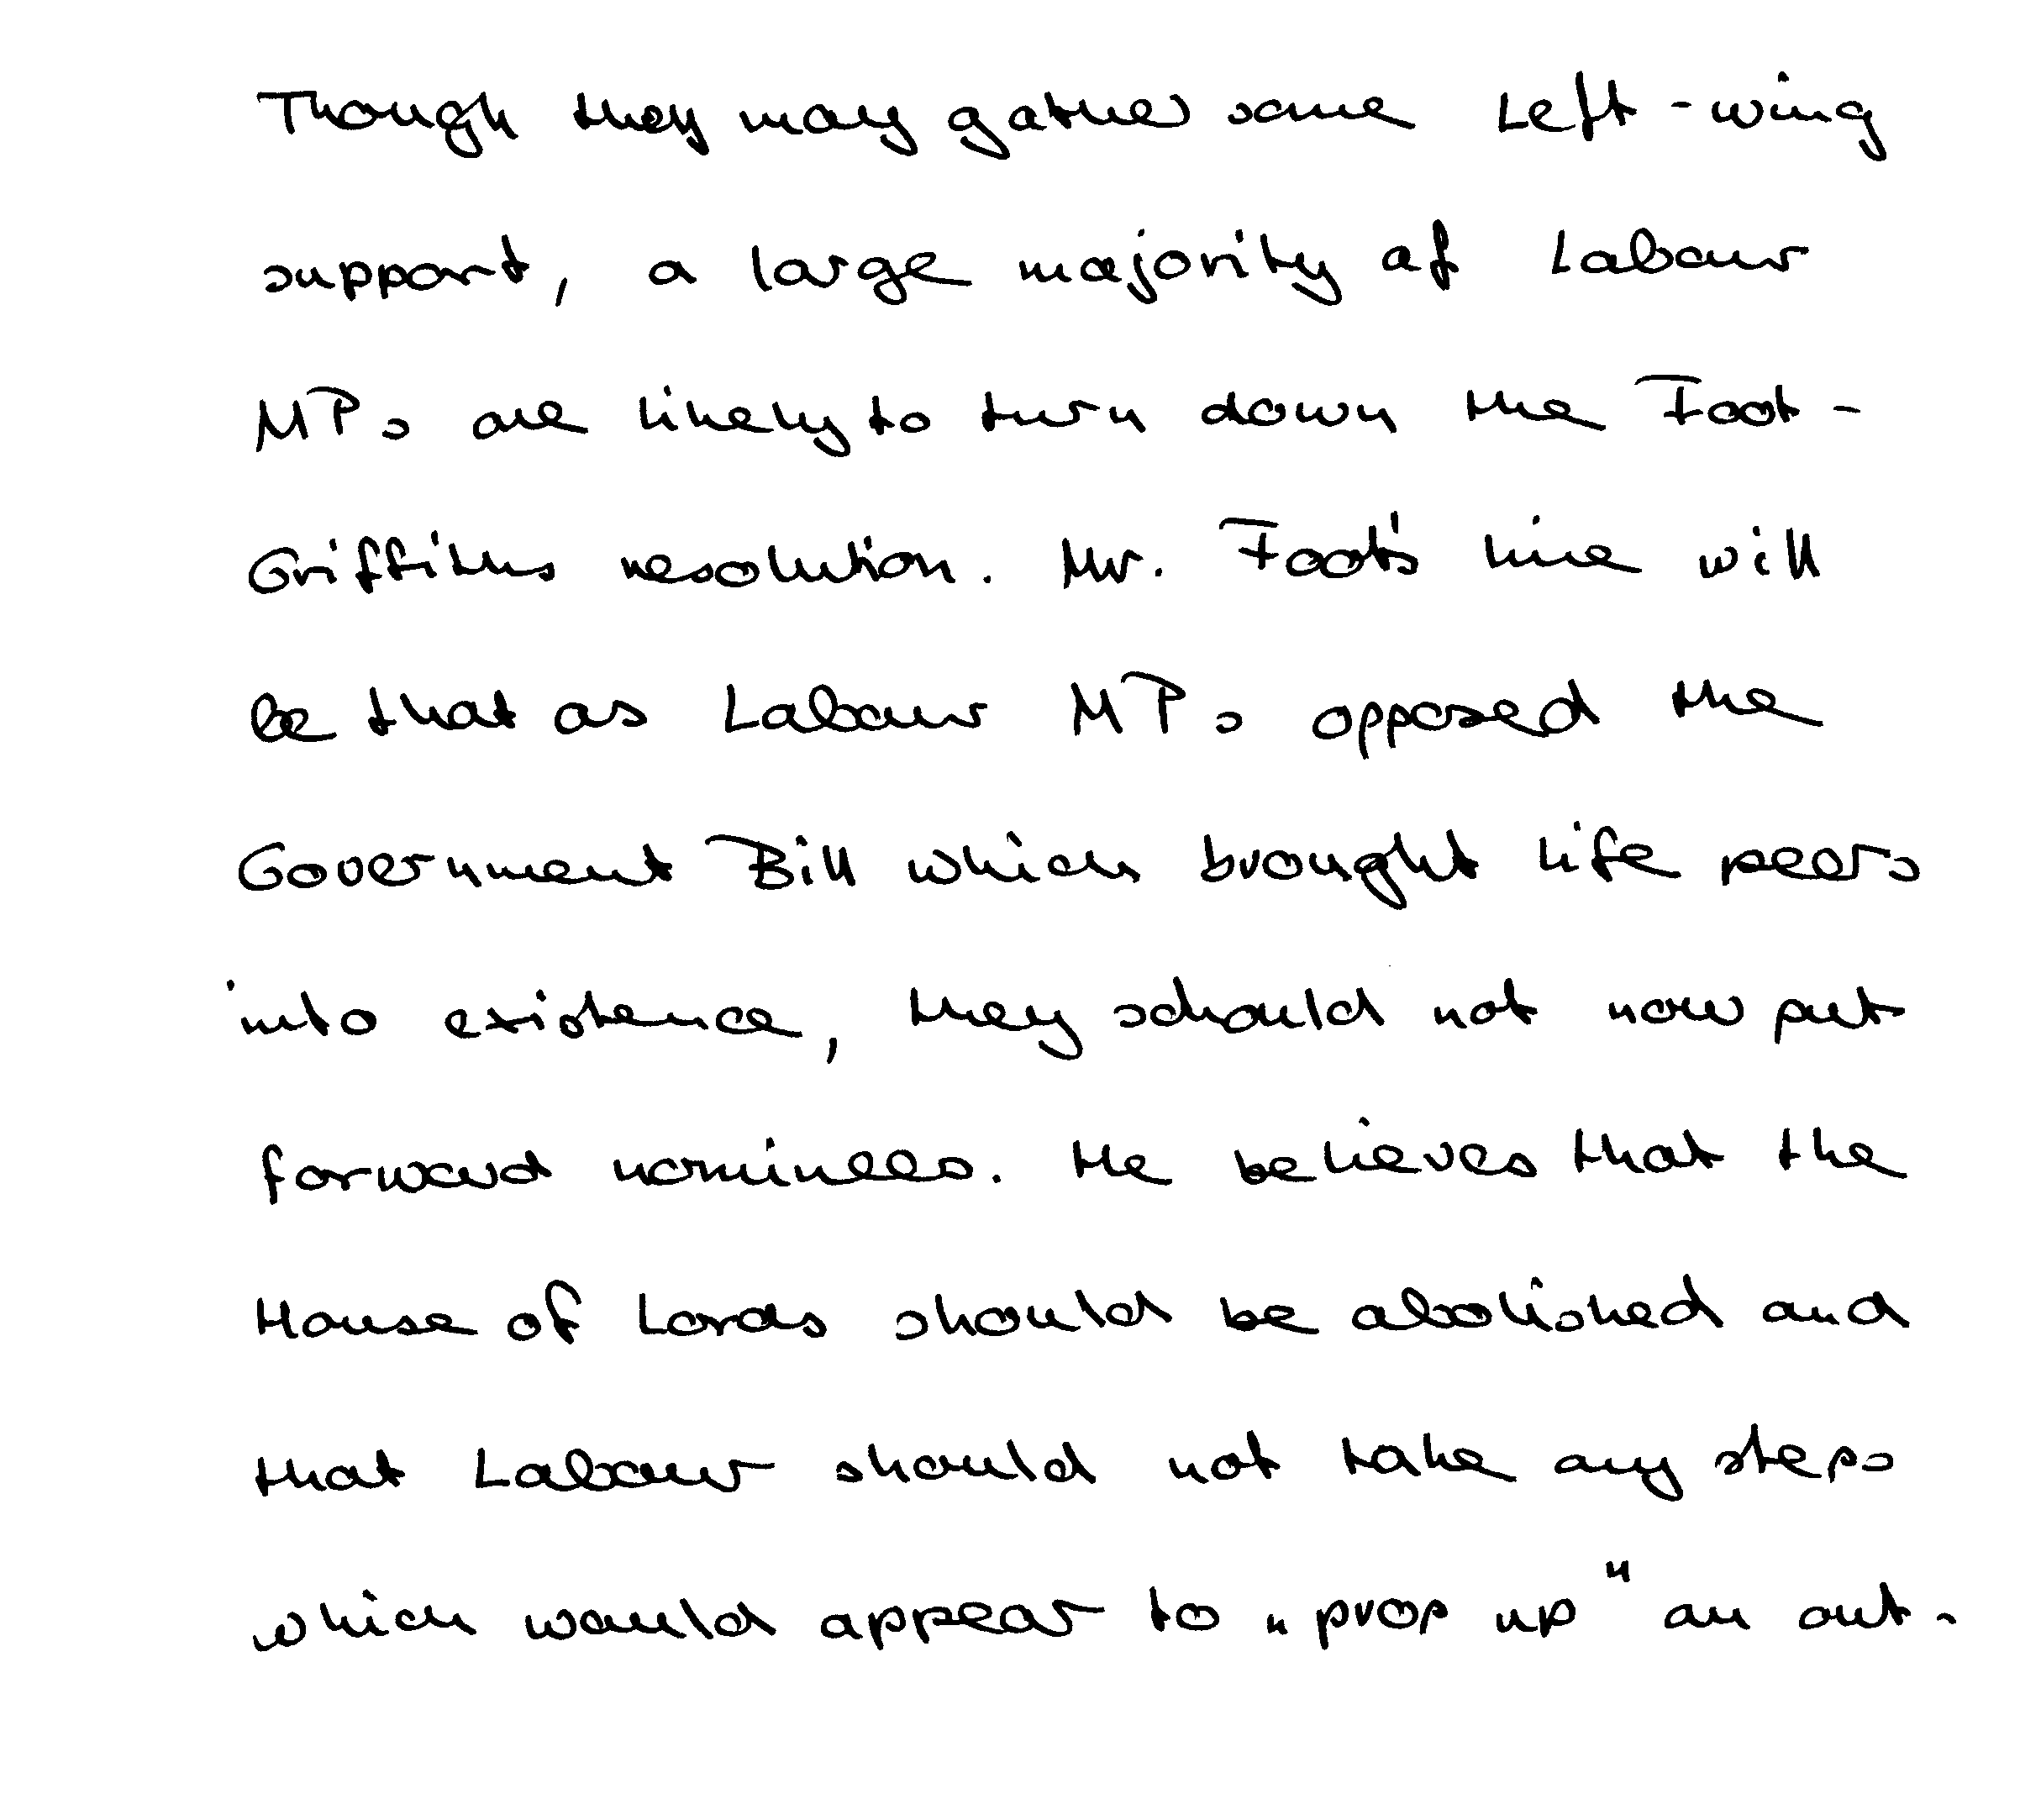 Though they may gather some Left-wing
support, a large majority of Labour
MPs are likely to turn down the Foot-
Griffiths resolution. Mr. Foot's line will
be that as Labour MPs opposed the
Government Bill which brought life peers
into existence, they schould not now put
forward nominees. He believes that the
House of Lords should be abolished and
that Labour should not take any steps
which would appear to „prop up" an out-